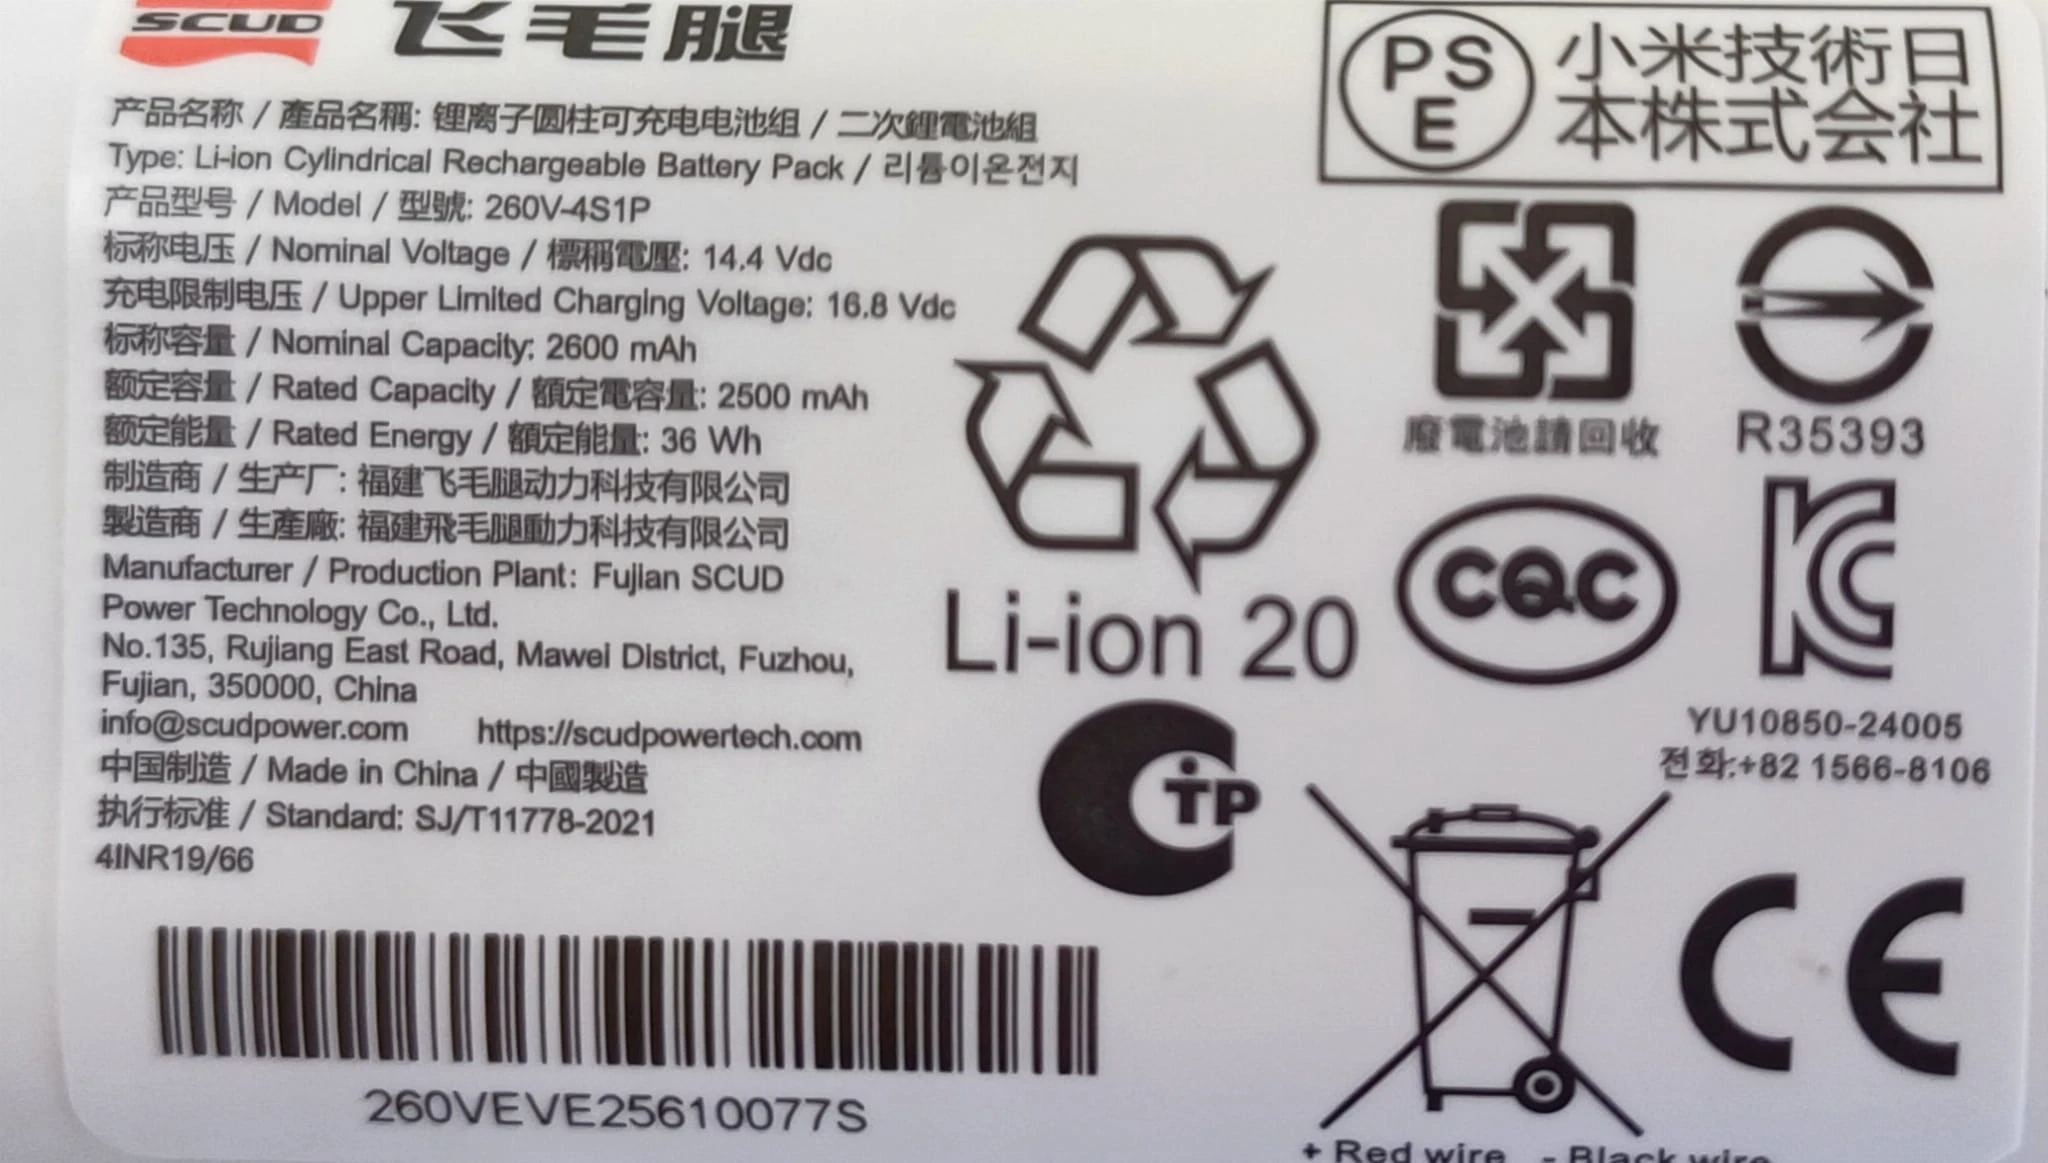 SCUD 飞毛腿
产品名称 / 產品名稱: 锂离子圆柱可充电电池组 / 二次鋰電池組
Type: Li-ion Cylindrical Rechargeable Battery Pack / 리튬이온전지
产品型号 / Model / 型號: 260V-4S1P
标称电压 / Nominal Voltage / 標稱電壓: 14.4 Vdc
充电限制电压 / Upper Limited Charging Voltage: 16.8 Vdc
标称容量 / Nominal Capacity: 2600 mAh
额定容量 / Rated Capacity / 額定電容量: 2500 mAh
额定能量 / Rated Energy / 額定能量: 36 Wh
制造商 / 生产厂: 福建飞毛腿动力科技有限公司
製造商 / 生產廠: 福建飛毛腿動力科技有限公司
Manufacturer / Production Plant: Fujian SCUD
Power Technology Co., Ltd.
No.135, Rujiang East Road, Mawei District, Fuzhou,
Fujian, 350000, China
info@scudpower.com https://scudpowertech.com
中国制造 / Made in China / 中國製造
执行标准 / Standard: SJ/T11778-2021
4INR19/66
260VEVE25610077S
PS
E
小米技術日
本株式会社
廢電池請回收
R35393
Li-ion 20
CQC
KC
YU10850-24005
전화:+82 1566-8106
СTP
CE
+ Red wire - Black wire